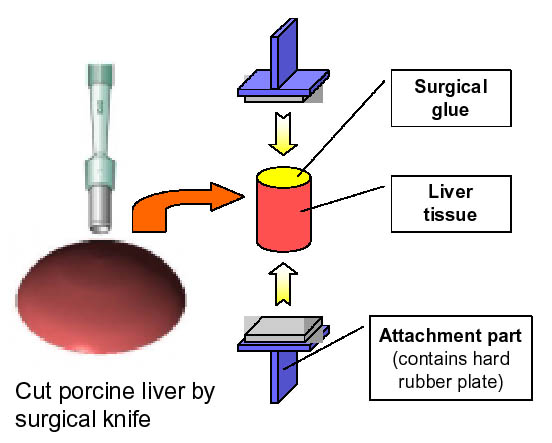 Surgical
glue
Liver
tissue
Attachment part
(contains hard
rubber plate)
Cut porcine liver by
surgical knife